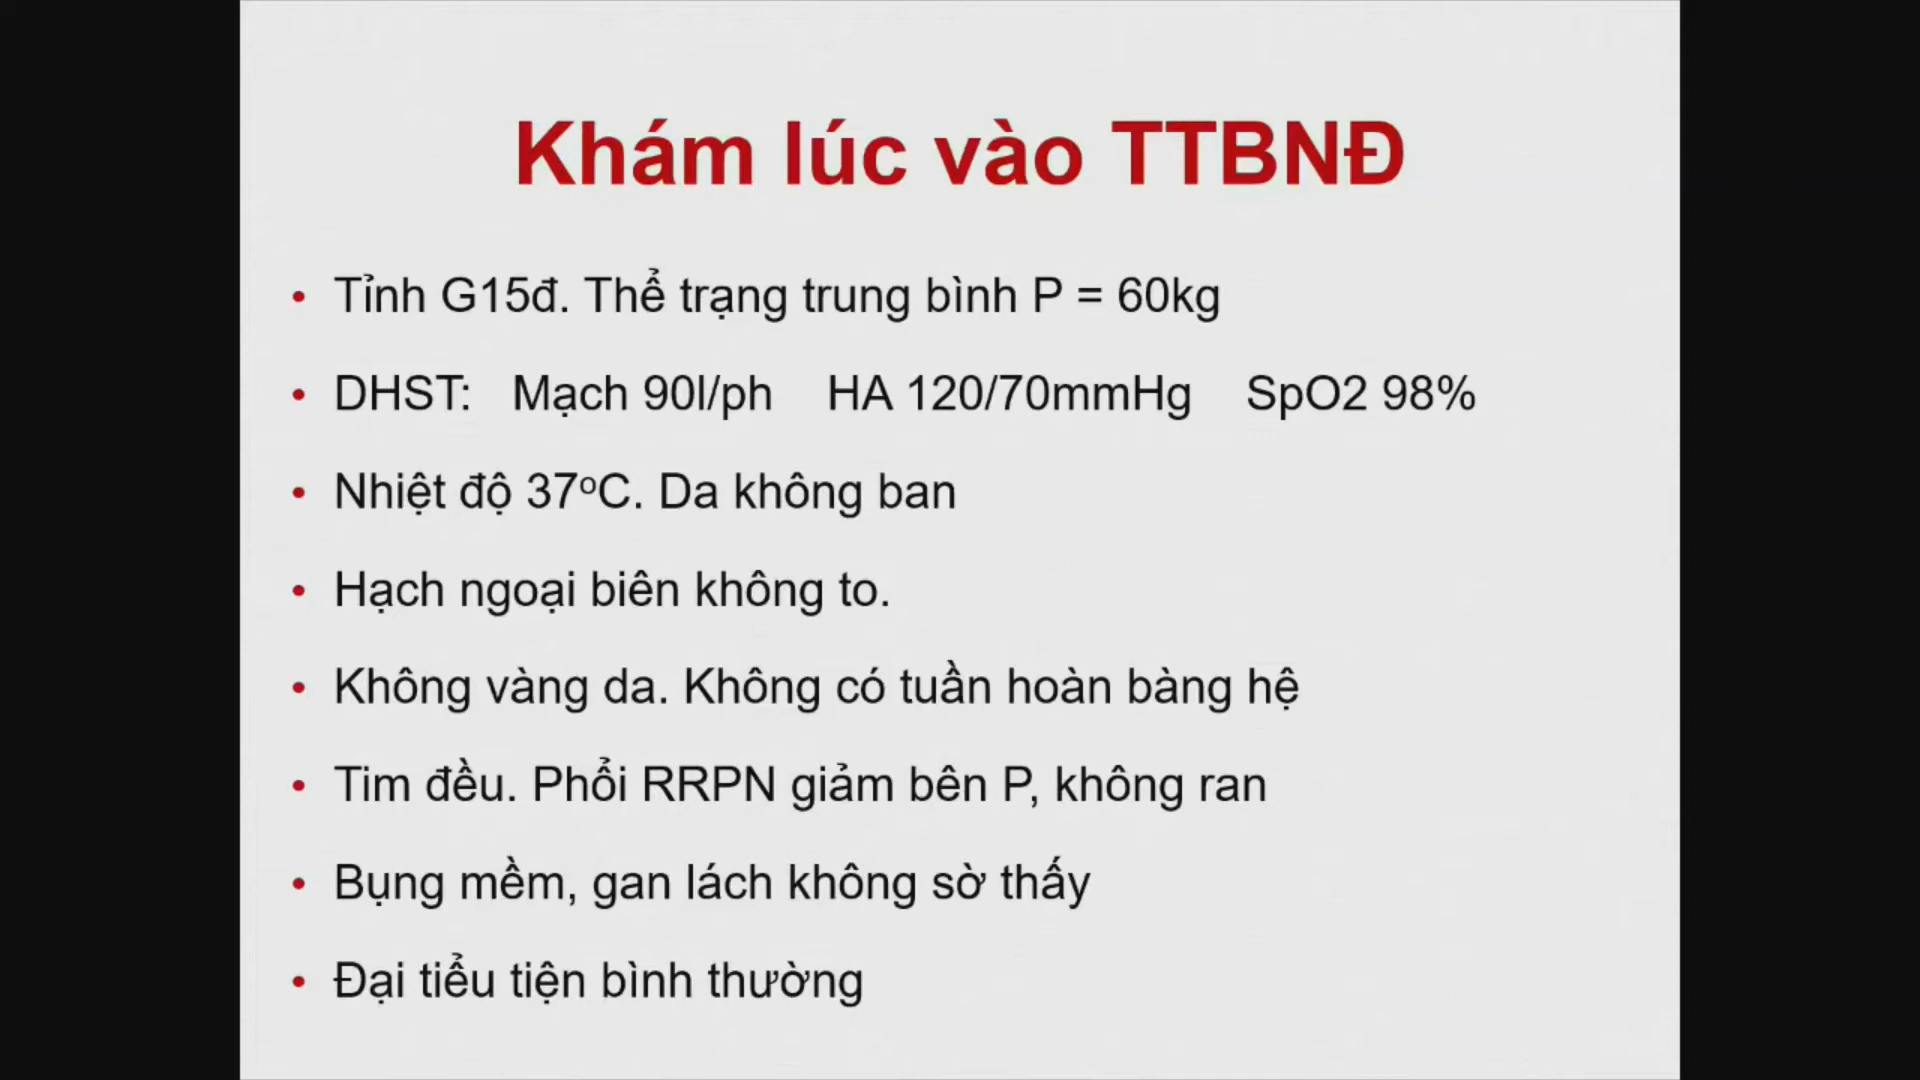 Khám lúc vào TTBNĐ
• Tỉnh G15đ. Thể trạng trung bình P = 60kg
• DHST: Mạch 90l/ph HA 120/70mmHg SpO2 98%
• Nhiệt độ 37ºC. Da không ban
• Hạch ngoại biên không to.
• Không vàng da. Không có tuần hoàn bàng hệ
• Tim đều. Phổi RRPN giảm bên P, không ran
• Bụng mềm, gan lách không sờ thấy
• Đại tiểu tiện bình thường